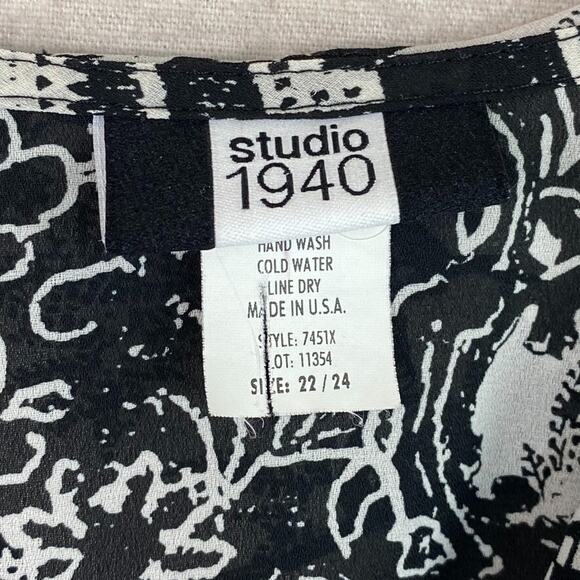 studio
1940
HAND WASH
COLD WATER
LINE DRY
MADE IN U.S.A.
STYLE: 7451X
LOT: 11354
SIZE: 22 / 24